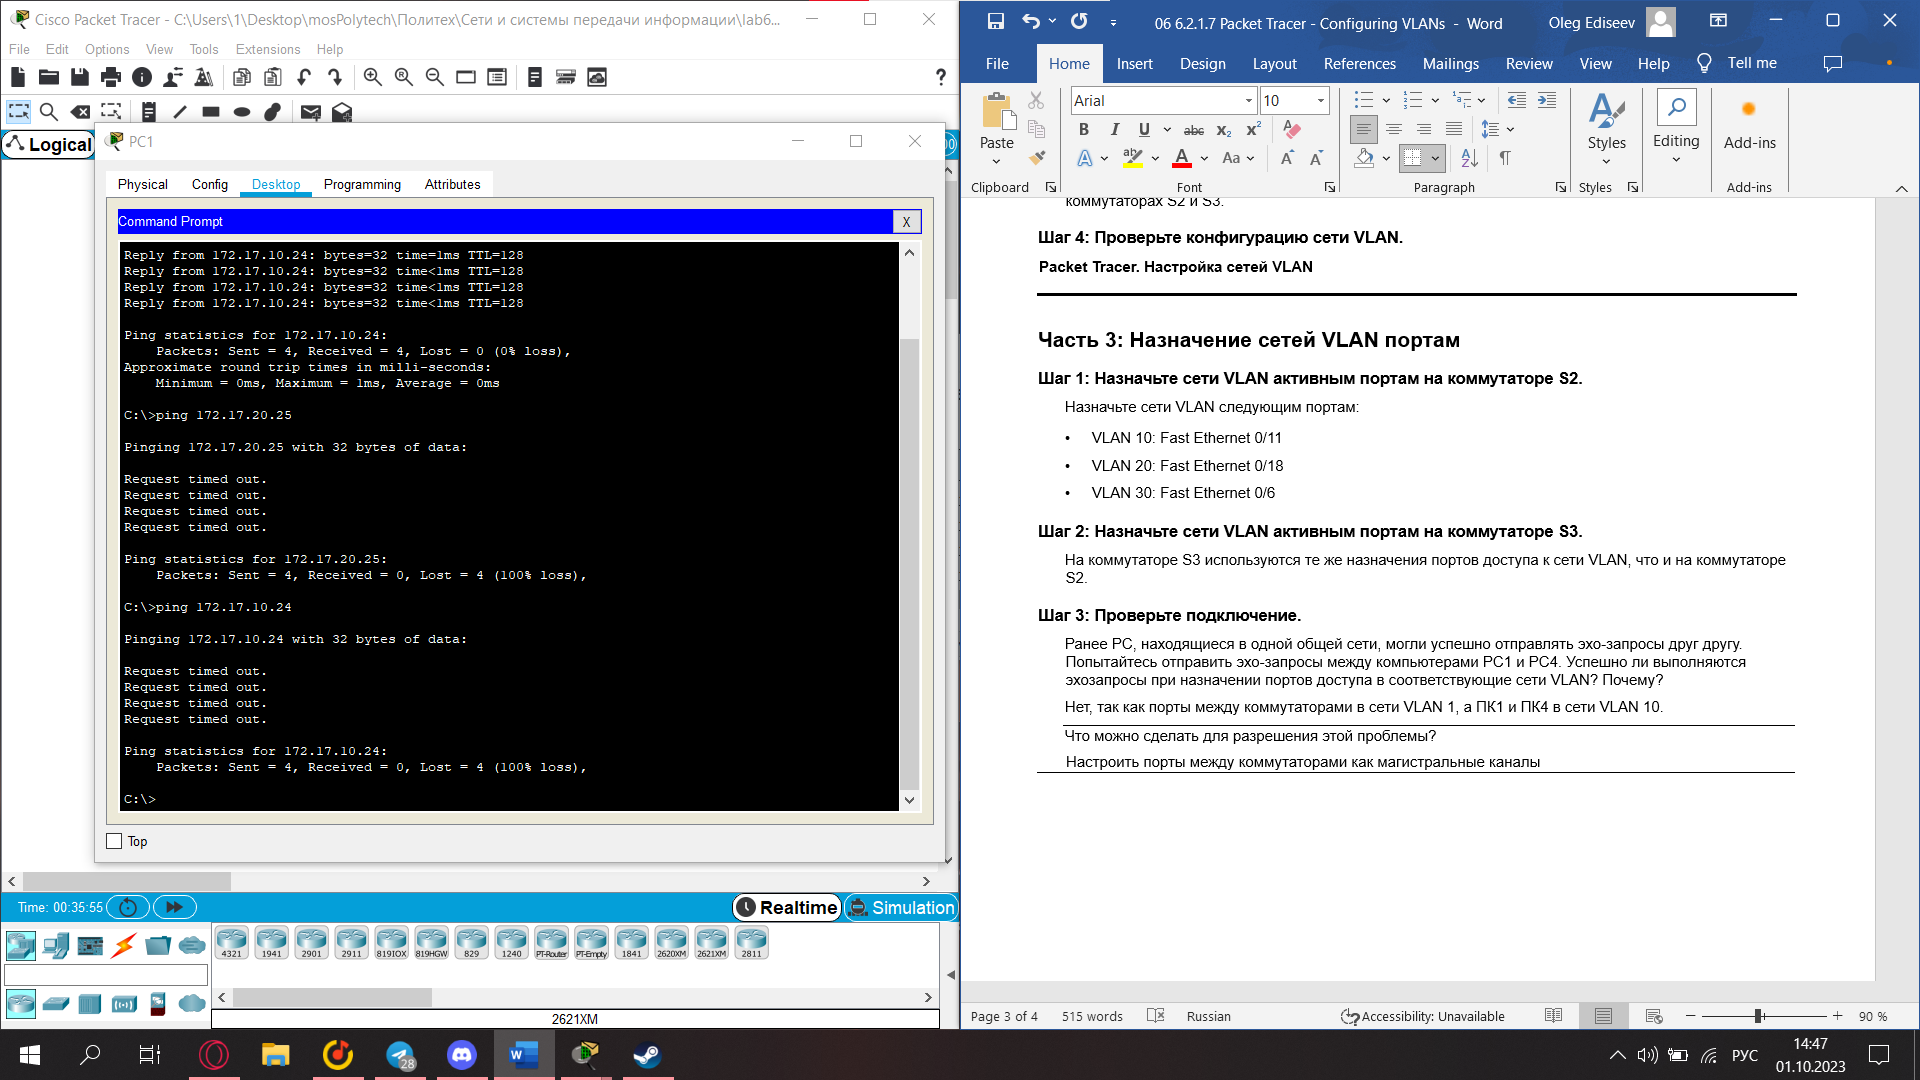 Cisco Packet Tracer - C:\Users\1\Desktop\mosPolytech\Политех\Сети и системы передачи информации\lab6...
File Edit Options View Tools Extensions Help
Logical
PC1
Physical Config Desktop Programming Attributes
Command Prompt
X
Reply from 172.17.10.24: bytes=32 time=1ms TTL=128
Reply from 172.17.10.24: bytes=32 time<1ms TTL=128
Reply from 172.17.10.24: bytes=32 time<1ms TTL=128
Reply from 172.17.10.24: bytes=32 time<1ms TTL=128
Ping statistics for 172.17.10.24:
Packets: Sent = 4, Received = 4, Lost = 0 (0% loss),
Approximate round trip times in milli-seconds:
Minimum = 0ms, Maximum = 1ms, Average = 0ms
C:\>ping 172.17.20.25
Pinging 172.17.20.25 with 32 bytes of data:
Request timed out.
Request timed out.
Request timed out.
Request timed out.
Ping statistics for 172.17.20.25:
Packets: Sent = 4, Received = 0, Lost = 4 (100% loss),
C:\>ping 172.17.10.24
Pinging 172.17.10.24 with 32 bytes of data:
Request timed out.
Request timed out.
Request timed out.
Request timed out.
Ping statistics for 172.17.10.24:
Packets: Sent = 4, Received = 0, Lost = 4 (100% loss),
C:\>
Top
Time: 00:35:55
Realtime Simulation
4321 1941 2901 2911 819IOX 819HGW 829 1240 PT-Router PT-Empty 1841 2620XM 2621XM 2811
2621XM
06 6.2.1.7 Packet Tracer - Configuring VLANs - Word
Oleg Ediseev
File Home Insert Design Layout References Mailings Review View Help Tell me
Paste
Arial 10
Styles
Editing
Add-ins
Clipboard Font Paragraph Styles Add-ins
коммутаторах S2 и S3.
Шаг 4: Проверьте конфигурацию сети VLAN.
Packet Tracer. Настройка сетей VLAN
Часть 3: Назначение сетей VLAN портам
Шаг 1: Назначьте сети VLAN активным портам на коммутаторе S2.
Назначьте сети VLAN следующим портам:
• VLAN 10: Fast Ethernet 0/11
• VLAN 20: Fast Ethernet 0/18
• VLAN 30: Fast Ethernet 0/6
Шаг 2: Назначьте сети VLAN активным портам на коммутаторе S3.
На коммутаторе S3 используются те же назначения портов доступа к сети VLAN, что и на коммутаторе
S2.
Шаг 3: Проверьте подключение.
Ранее PC, находящиеся в одной общей сети, могли успешно отправлять эхо-запросы друг другу.
Попытайтесь отправить эхо-запросы между компьютерами PC1 и PC4. Успешно ли выполняются
эхозапросы при назначении портов доступа в соответствующие сети VLAN? Почему?
Нет, так как порты между коммутаторами в сети VLAN 1, а ПК1 и ПК4 в сети VLAN 10.
Что можно сделать для разрешения этой проблемы?
Настроить порты между коммутаторами как магистральные каналы
Page 3 of 4 515 words Russian Accessibility: Unavailable 90 %
28
РУС
14:47
01.10.2023